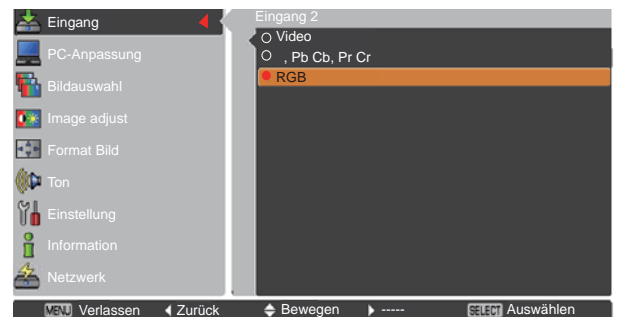 Eingang
PC-Anpassung
Bildauswahl
Image adjust
Format Bild
Ton
Einstellung
Information
Netzwerk
Eingang 2
Video
, Pb Cb, Pr Cr
RGB
MENU Verlassen Zurück Bewegen ----- SELECT Auswählen